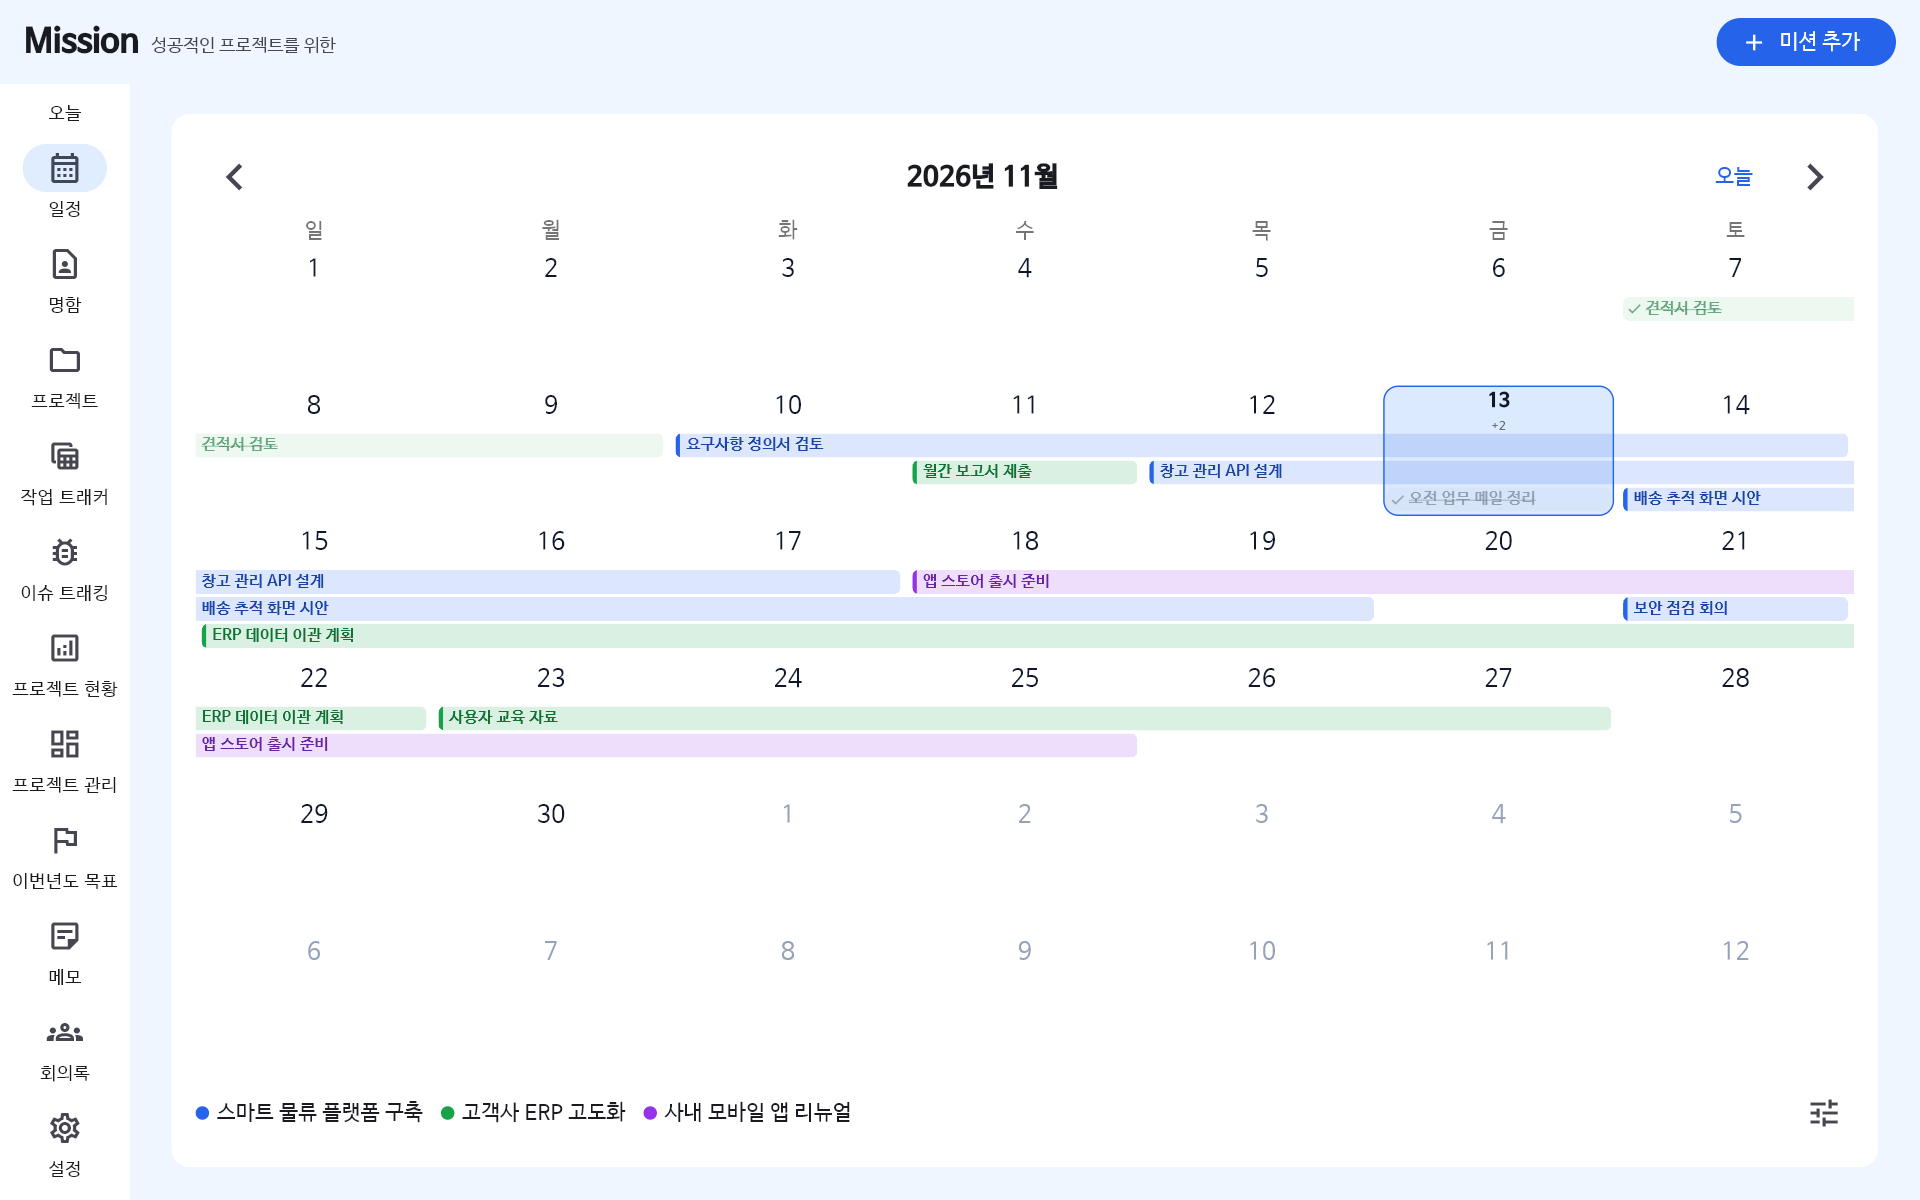 Mission 성공적인 프로젝트를 위한
미션 추가
오늘
일정
명함
프로젝트
작업 트래커
이슈 트래킹
프로젝트 현황
프로젝트 관리
이번년도 목표
메모
회의록
설정
2026년 11월
오늘
일 월 화 수 목 금 토
1 2 3 4 5 6 7
견적서 검토
8 9 10 11 12 13 14
+2
견적서 검토 요구사항 정의서 검토
월간 보고서 제출 창고 관리 API 설계
오전 업무 메일 정리 배송 추적 화면 시안
15 16 17 18 19 20 21
창고 관리 API 설계 앱 스토어 출시 준비
배송 추적 화면 시안 보안 점검 회의
ERP 데이터 이관 계획
22 23 24 25 26 27 28
ERP 데이터 이관 계획 사용자 교육 자료
앱 스토어 출시 준비
29 30 1 2 3 4 5
6 7 8 9 10 11 12
스마트 물류 플랫폼 구축 고객사 ERP 고도화 사내 모바일 앱 리뉴얼